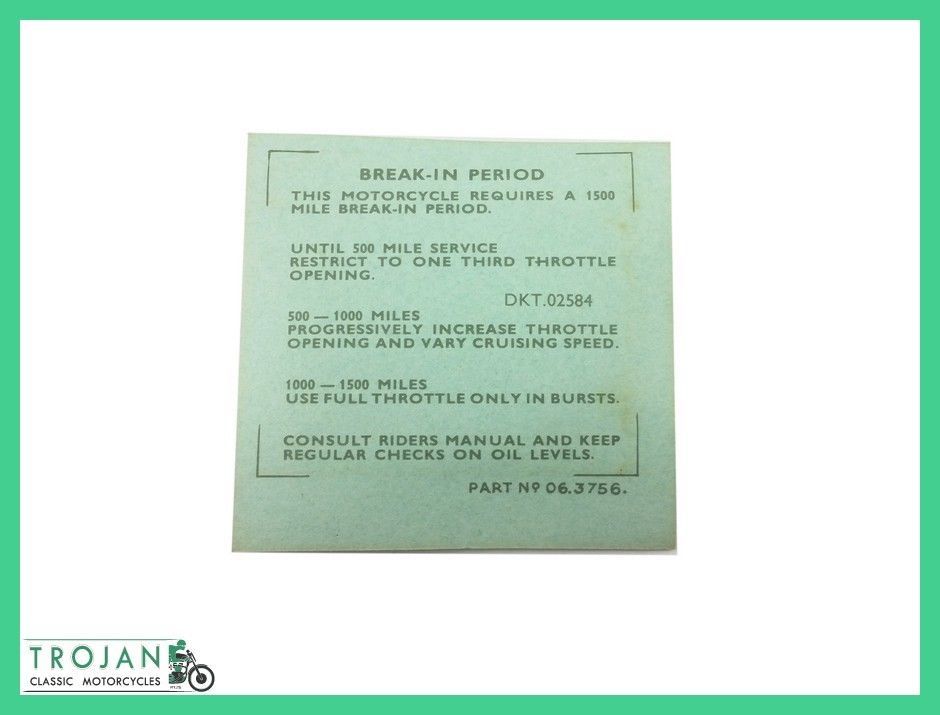 BREAK-IN PERIOD
THIS MOTORCYCLE REQUIRES A 1500
MILE BREAK-IN PERIOD.
UNTIL 500 MILE SERVICE
RESTRICT TO ONE THIRD THROTTLE
OPENING.
DKT.02584
500 — 1000 MILES
PROGRESSIVELY INCREASE THROTTLE
OPENING AND VARY CRUISING SPEED.
1000 — 1500 MILES
USE FULL THROTTLE ONLY IN BURSTS.
CONSULT RIDERS MANUAL AND KEEP
REGULAR CHECKS ON OIL LEVELS.
PART Nº 06.3756.
TROJAN
CLASSIC MOTORCYCLES